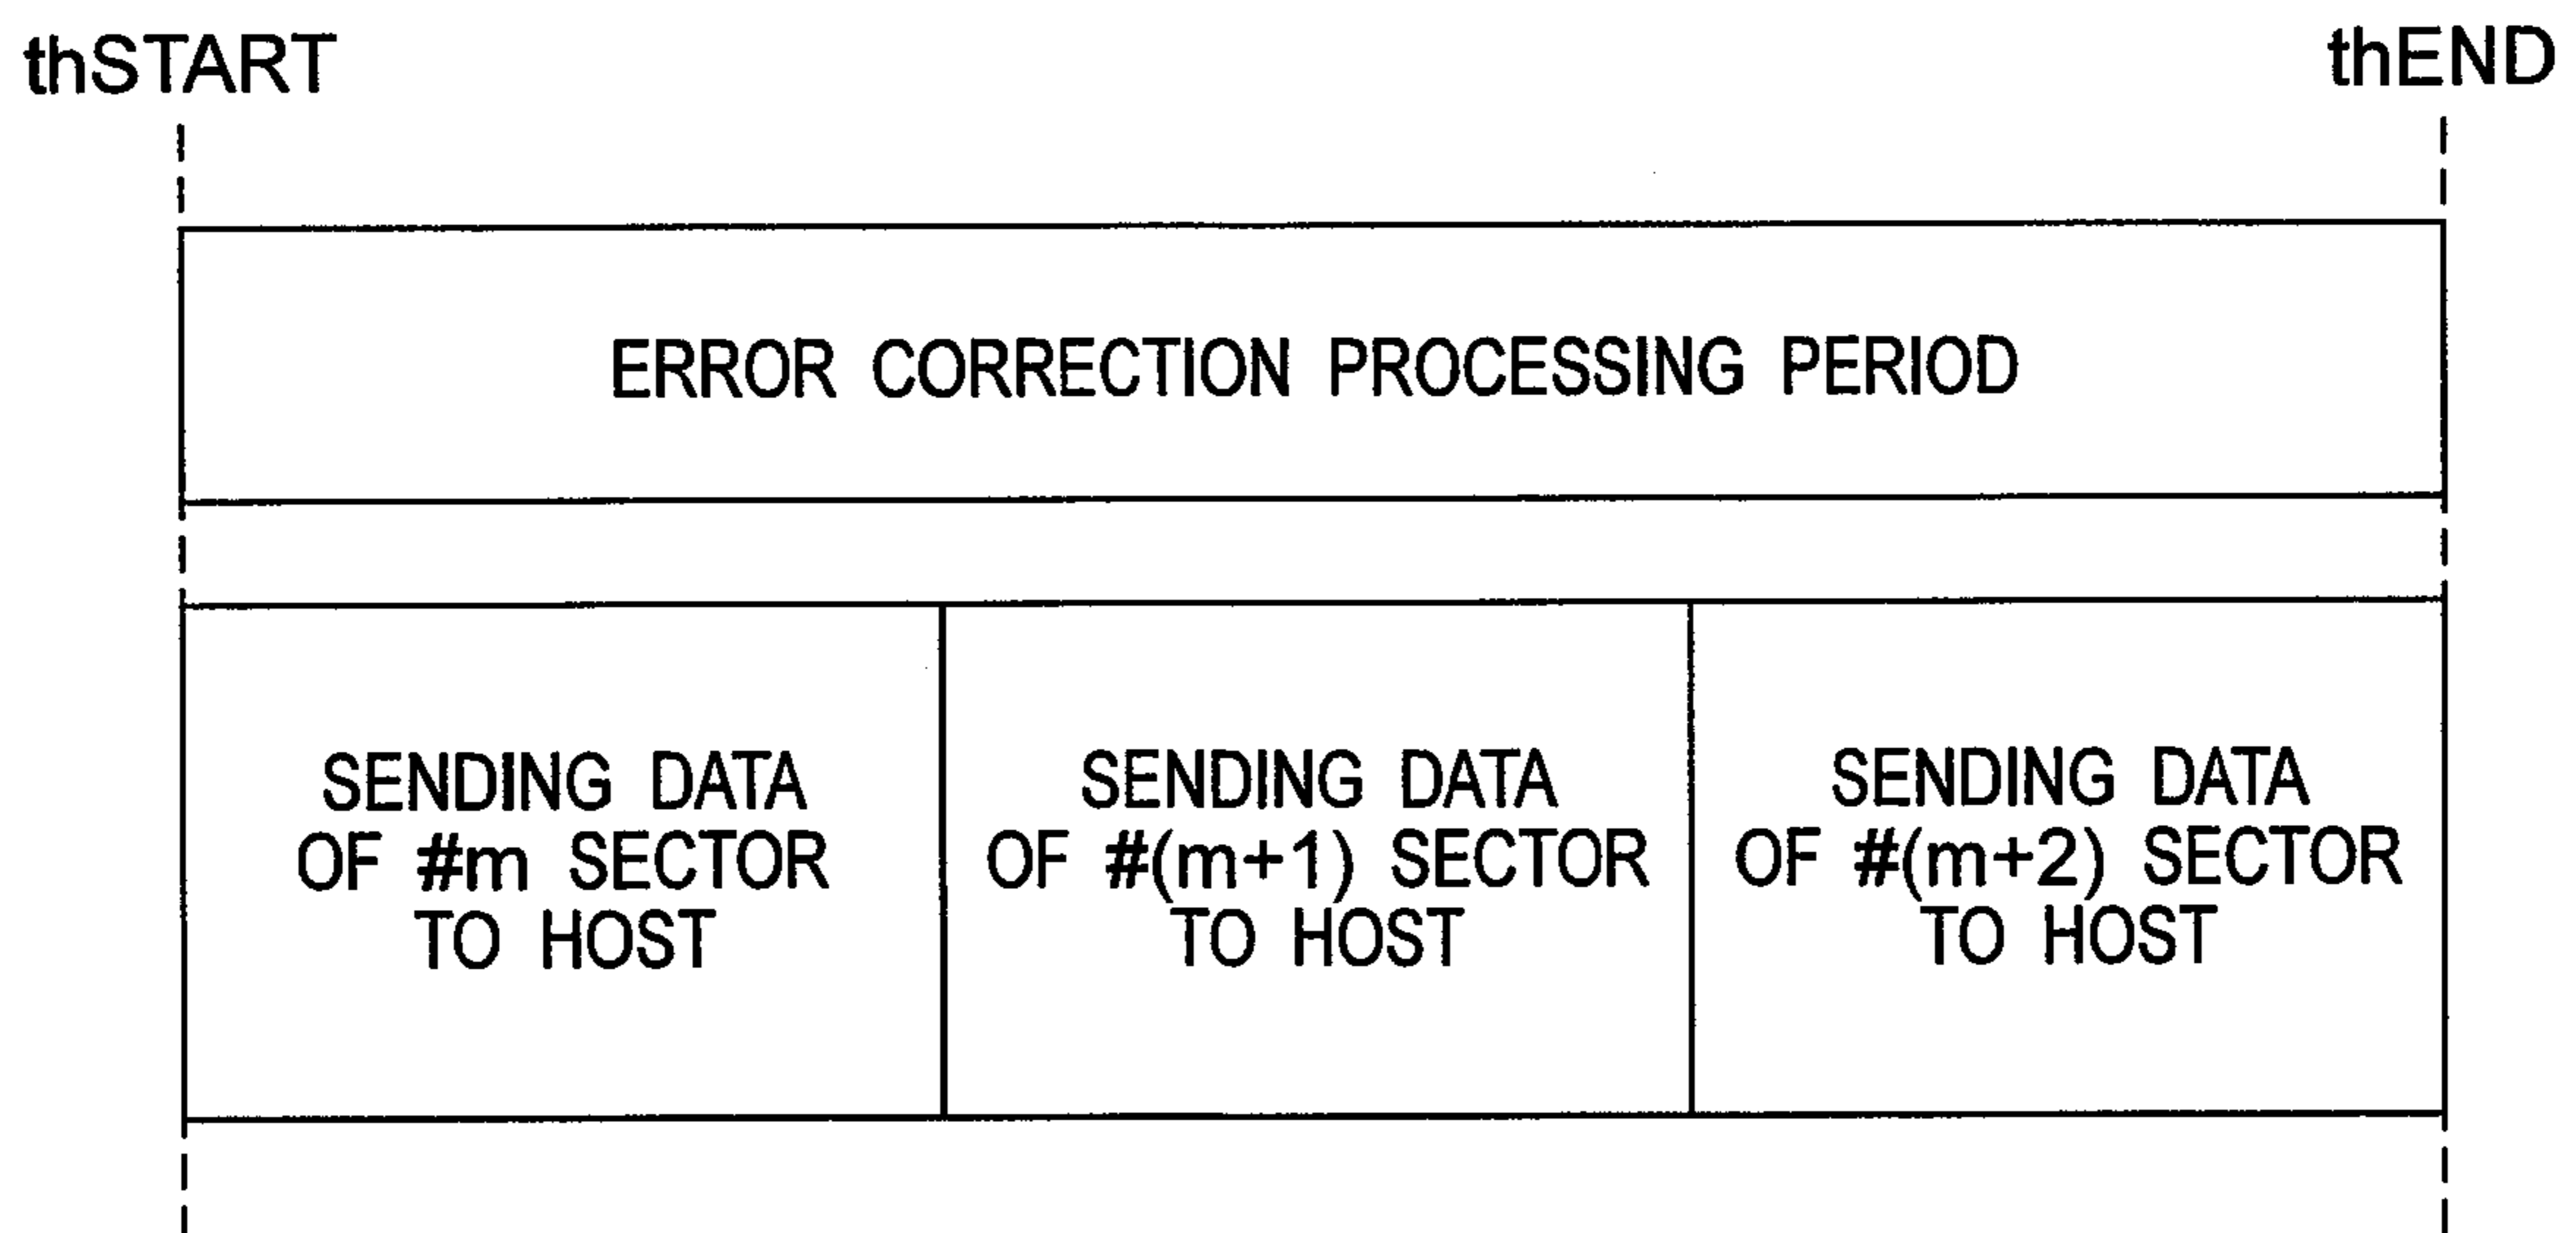 thSTART
thEND
ERROR CORRECTION PROCESSING PERIOD
SENDING DATA
OF #m SECTOR
TO HOST
SENDING DATA
OF #(m+1) SECTOR
TO HOST
SENDING DATA
OF #(m+2) SECTOR
TO HOST